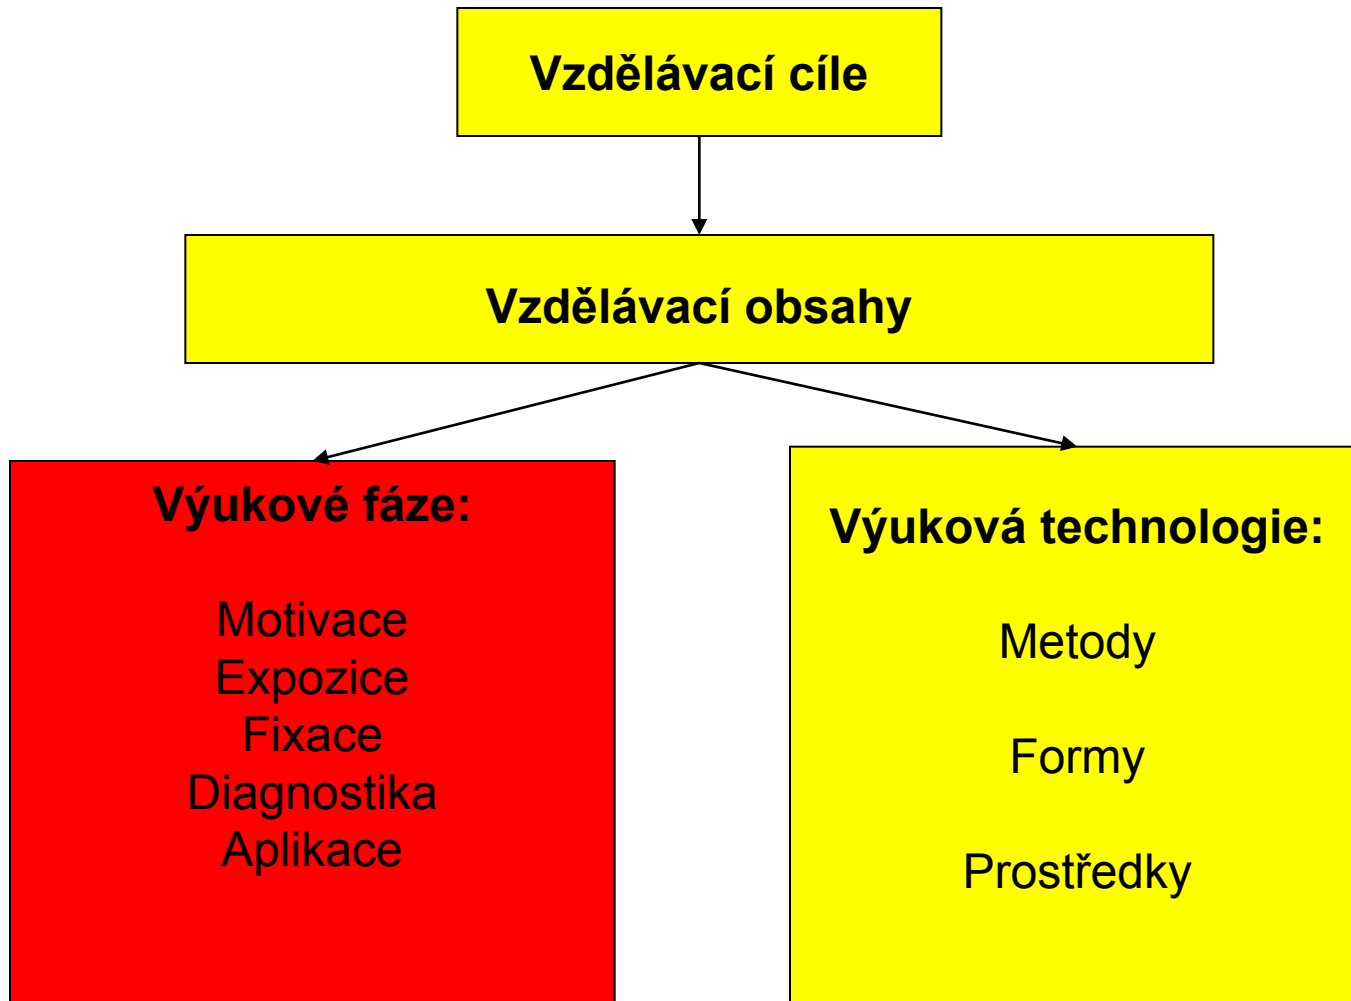 Vzdělávací cíle
Vzdělávací obsahy
Výukové fáze:
Motivace
Expozice
Fixace
Diagnostika
Aplikace
Výuková technologie:
Metody
Formy
Prostředky